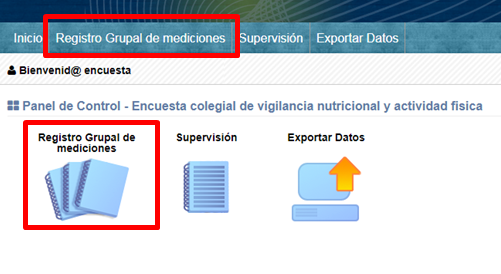 Inicio Registro Grupal de mediciones Supervisión Exportar Datos
Bienvenid@ encuesta
Panel de Control - Encuesta colegial de vigilancia nutricional y actividad fisica
Registro Grupal de mediciones Supervisión Exportar Datos